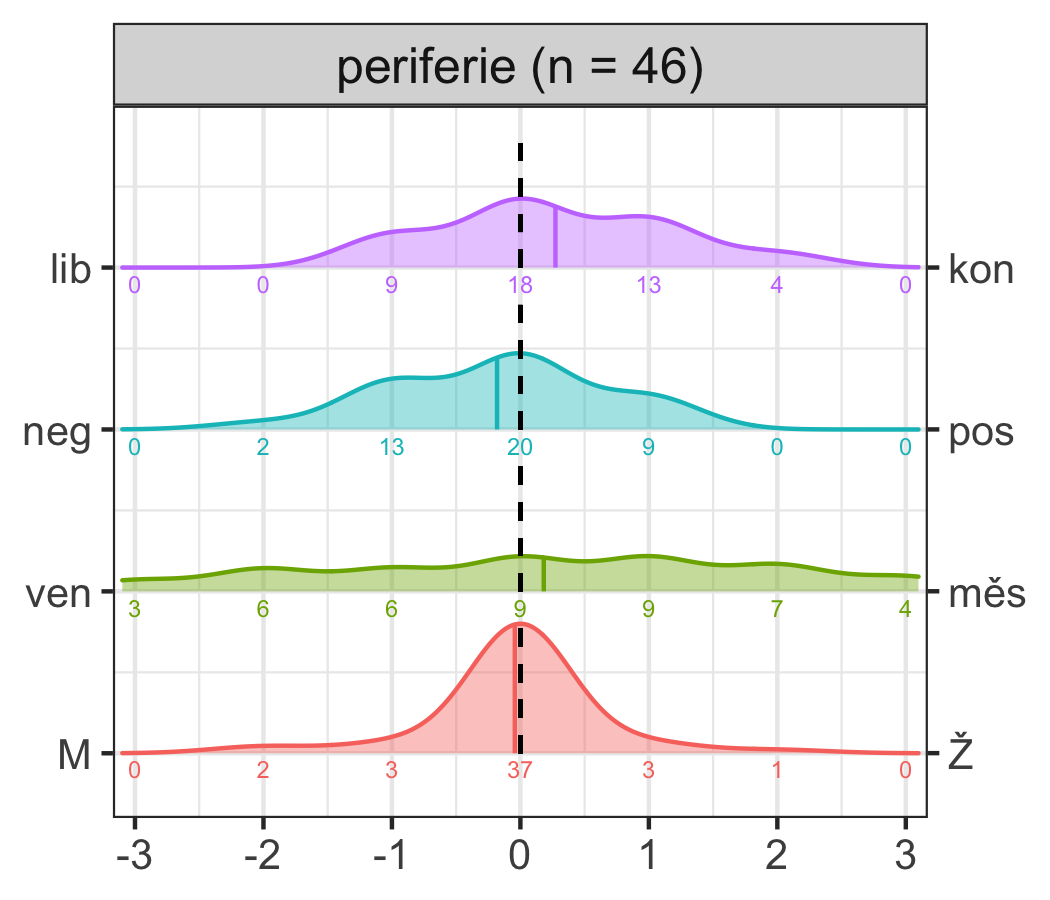 periferie (n = 46)
lib kon
0 0 9 18 13 4 0
neg pos
0 2 13 20 9 0 0
ven měs
3 6 6 9 9 7 4
M Ž
0 2 3 37 3 1 0
-3 -2 -1 0 1 2 3